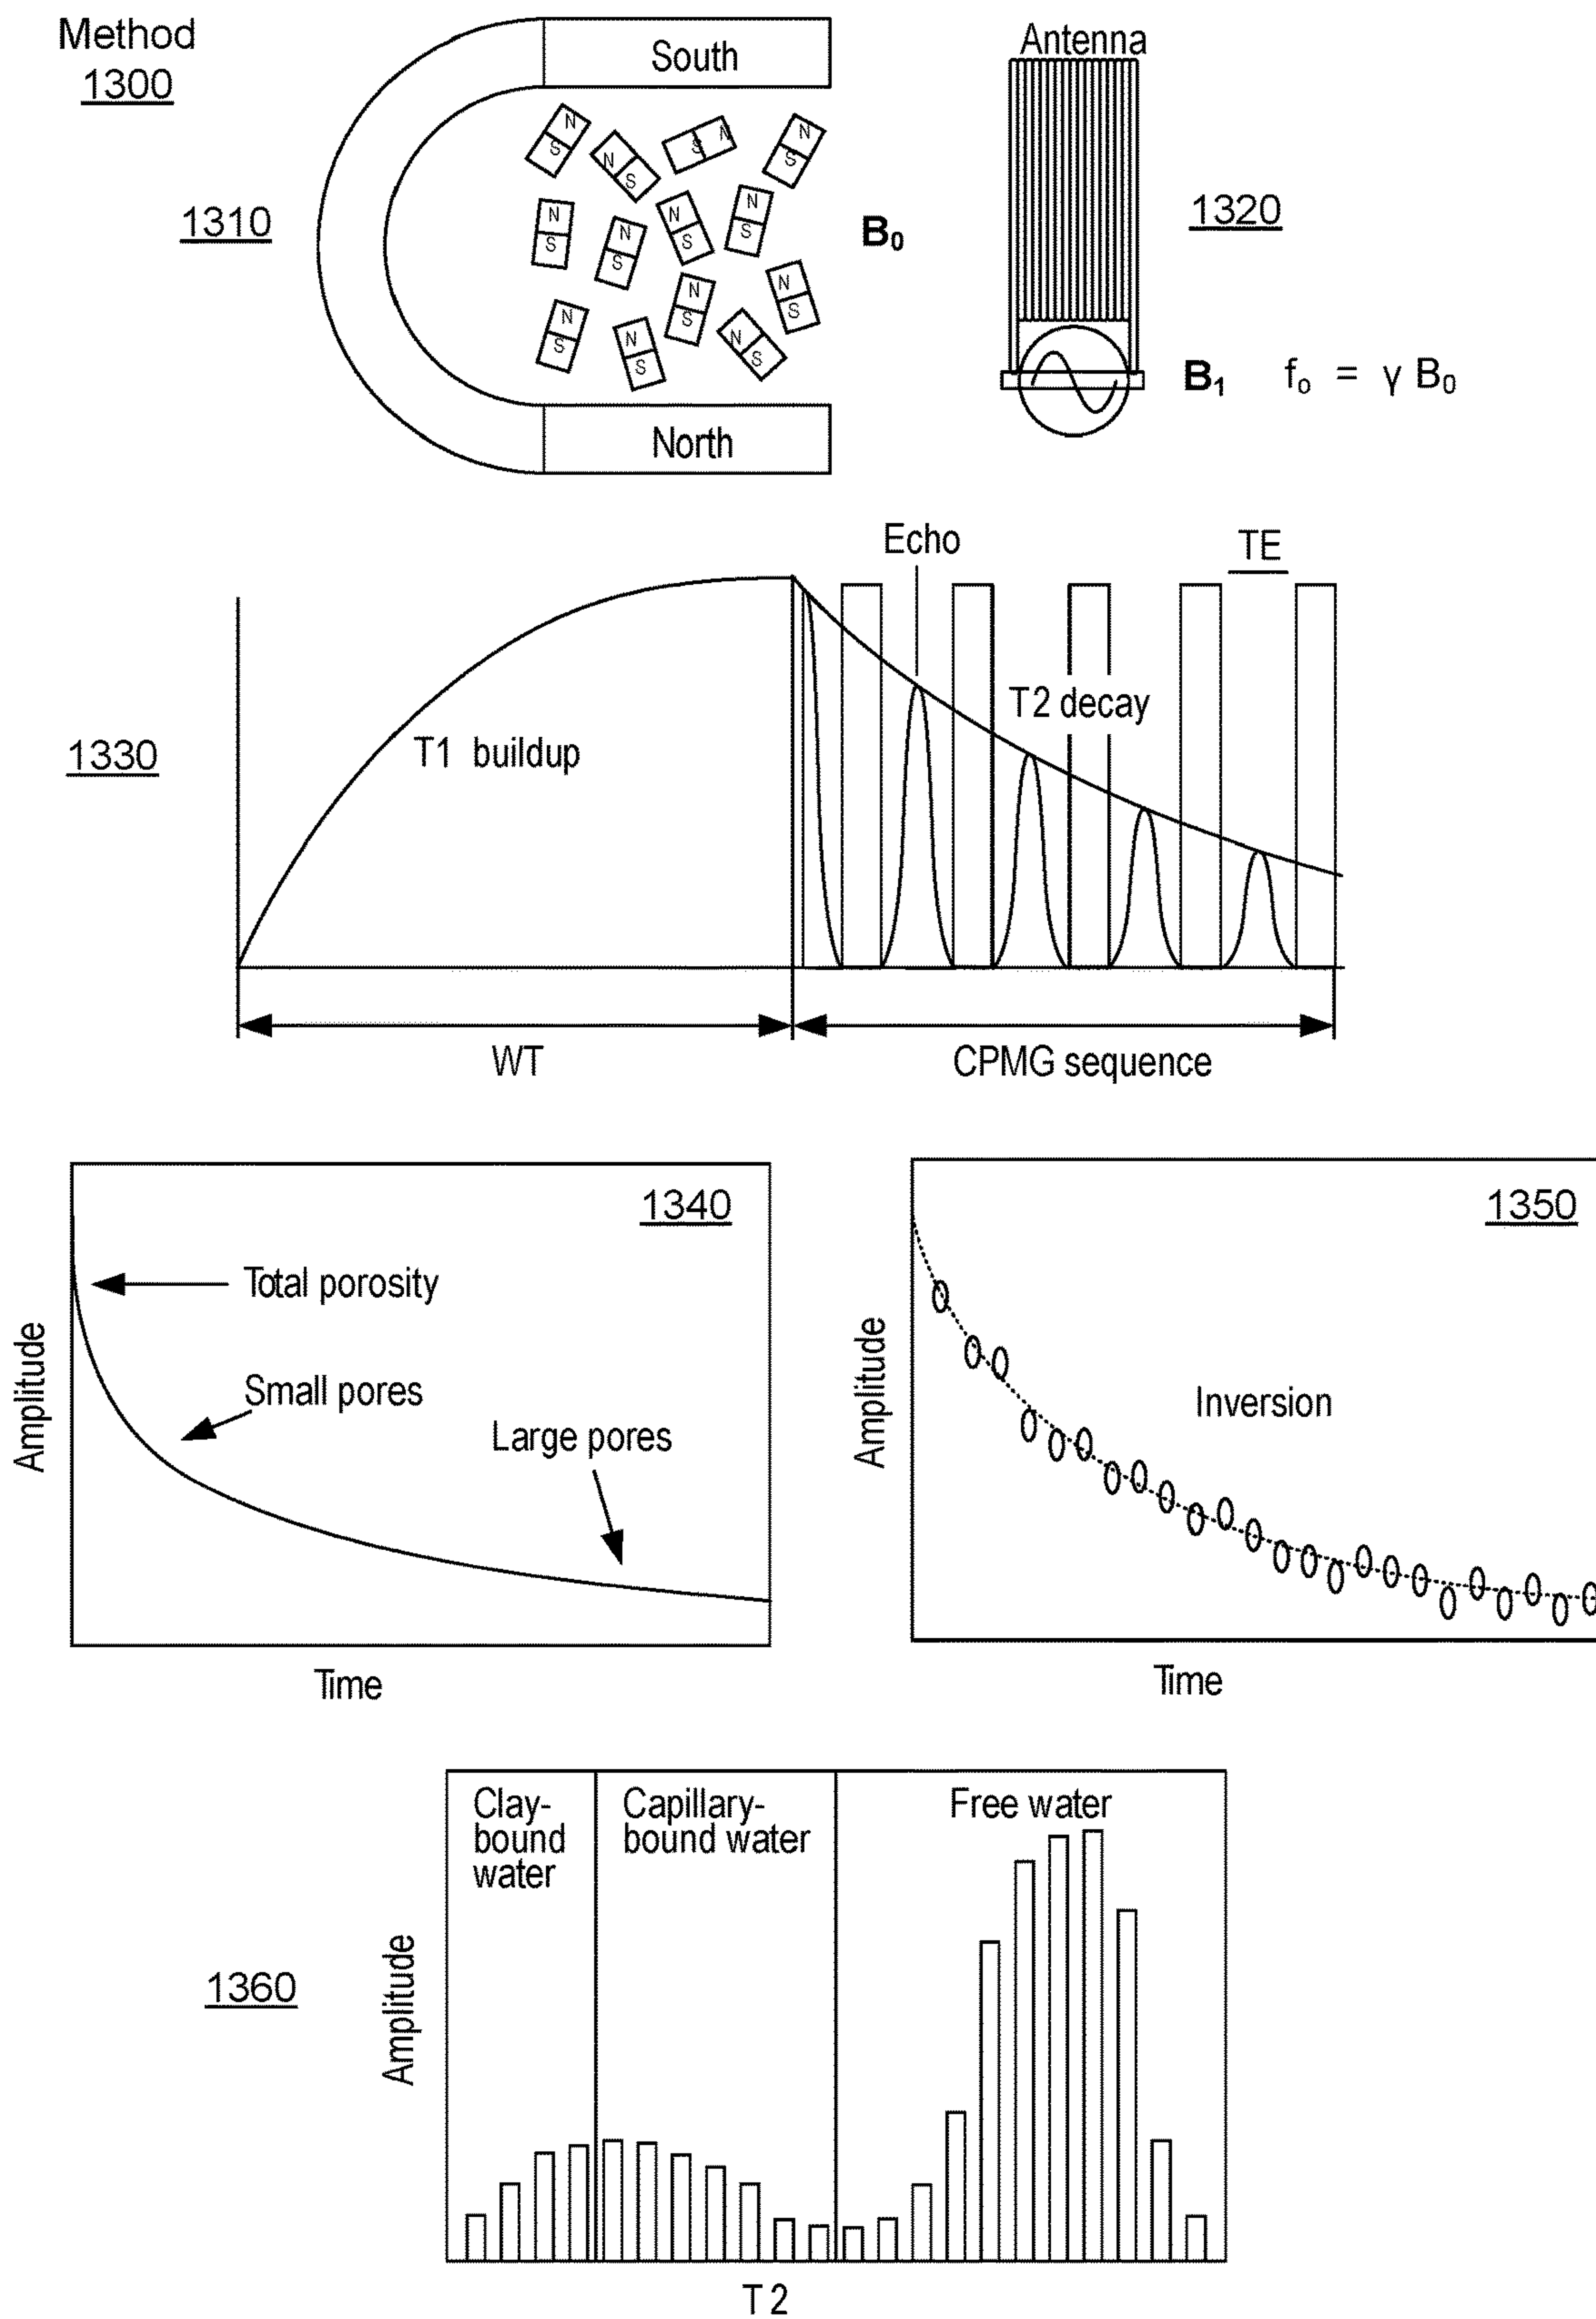 Method
1300
South
Antenna
1310
N
S
N
S
S
N
N
S
N
S
N
S
N
S
N
S
N
S
N
S
N
S
N
S
N
S
B₀
1320
B₁ fₒ = γ B₀
North
Echo
TE
T2 decay
T1 buildup
1330
WT
CPMG sequence
1340
Total porosity
Small pores
Large pores
Amplitude
Time
1350
Inversion
Amplitude
Time
Clay-
bound
water
Capillary-
bound water
Free water
1360
Amplitude
T2